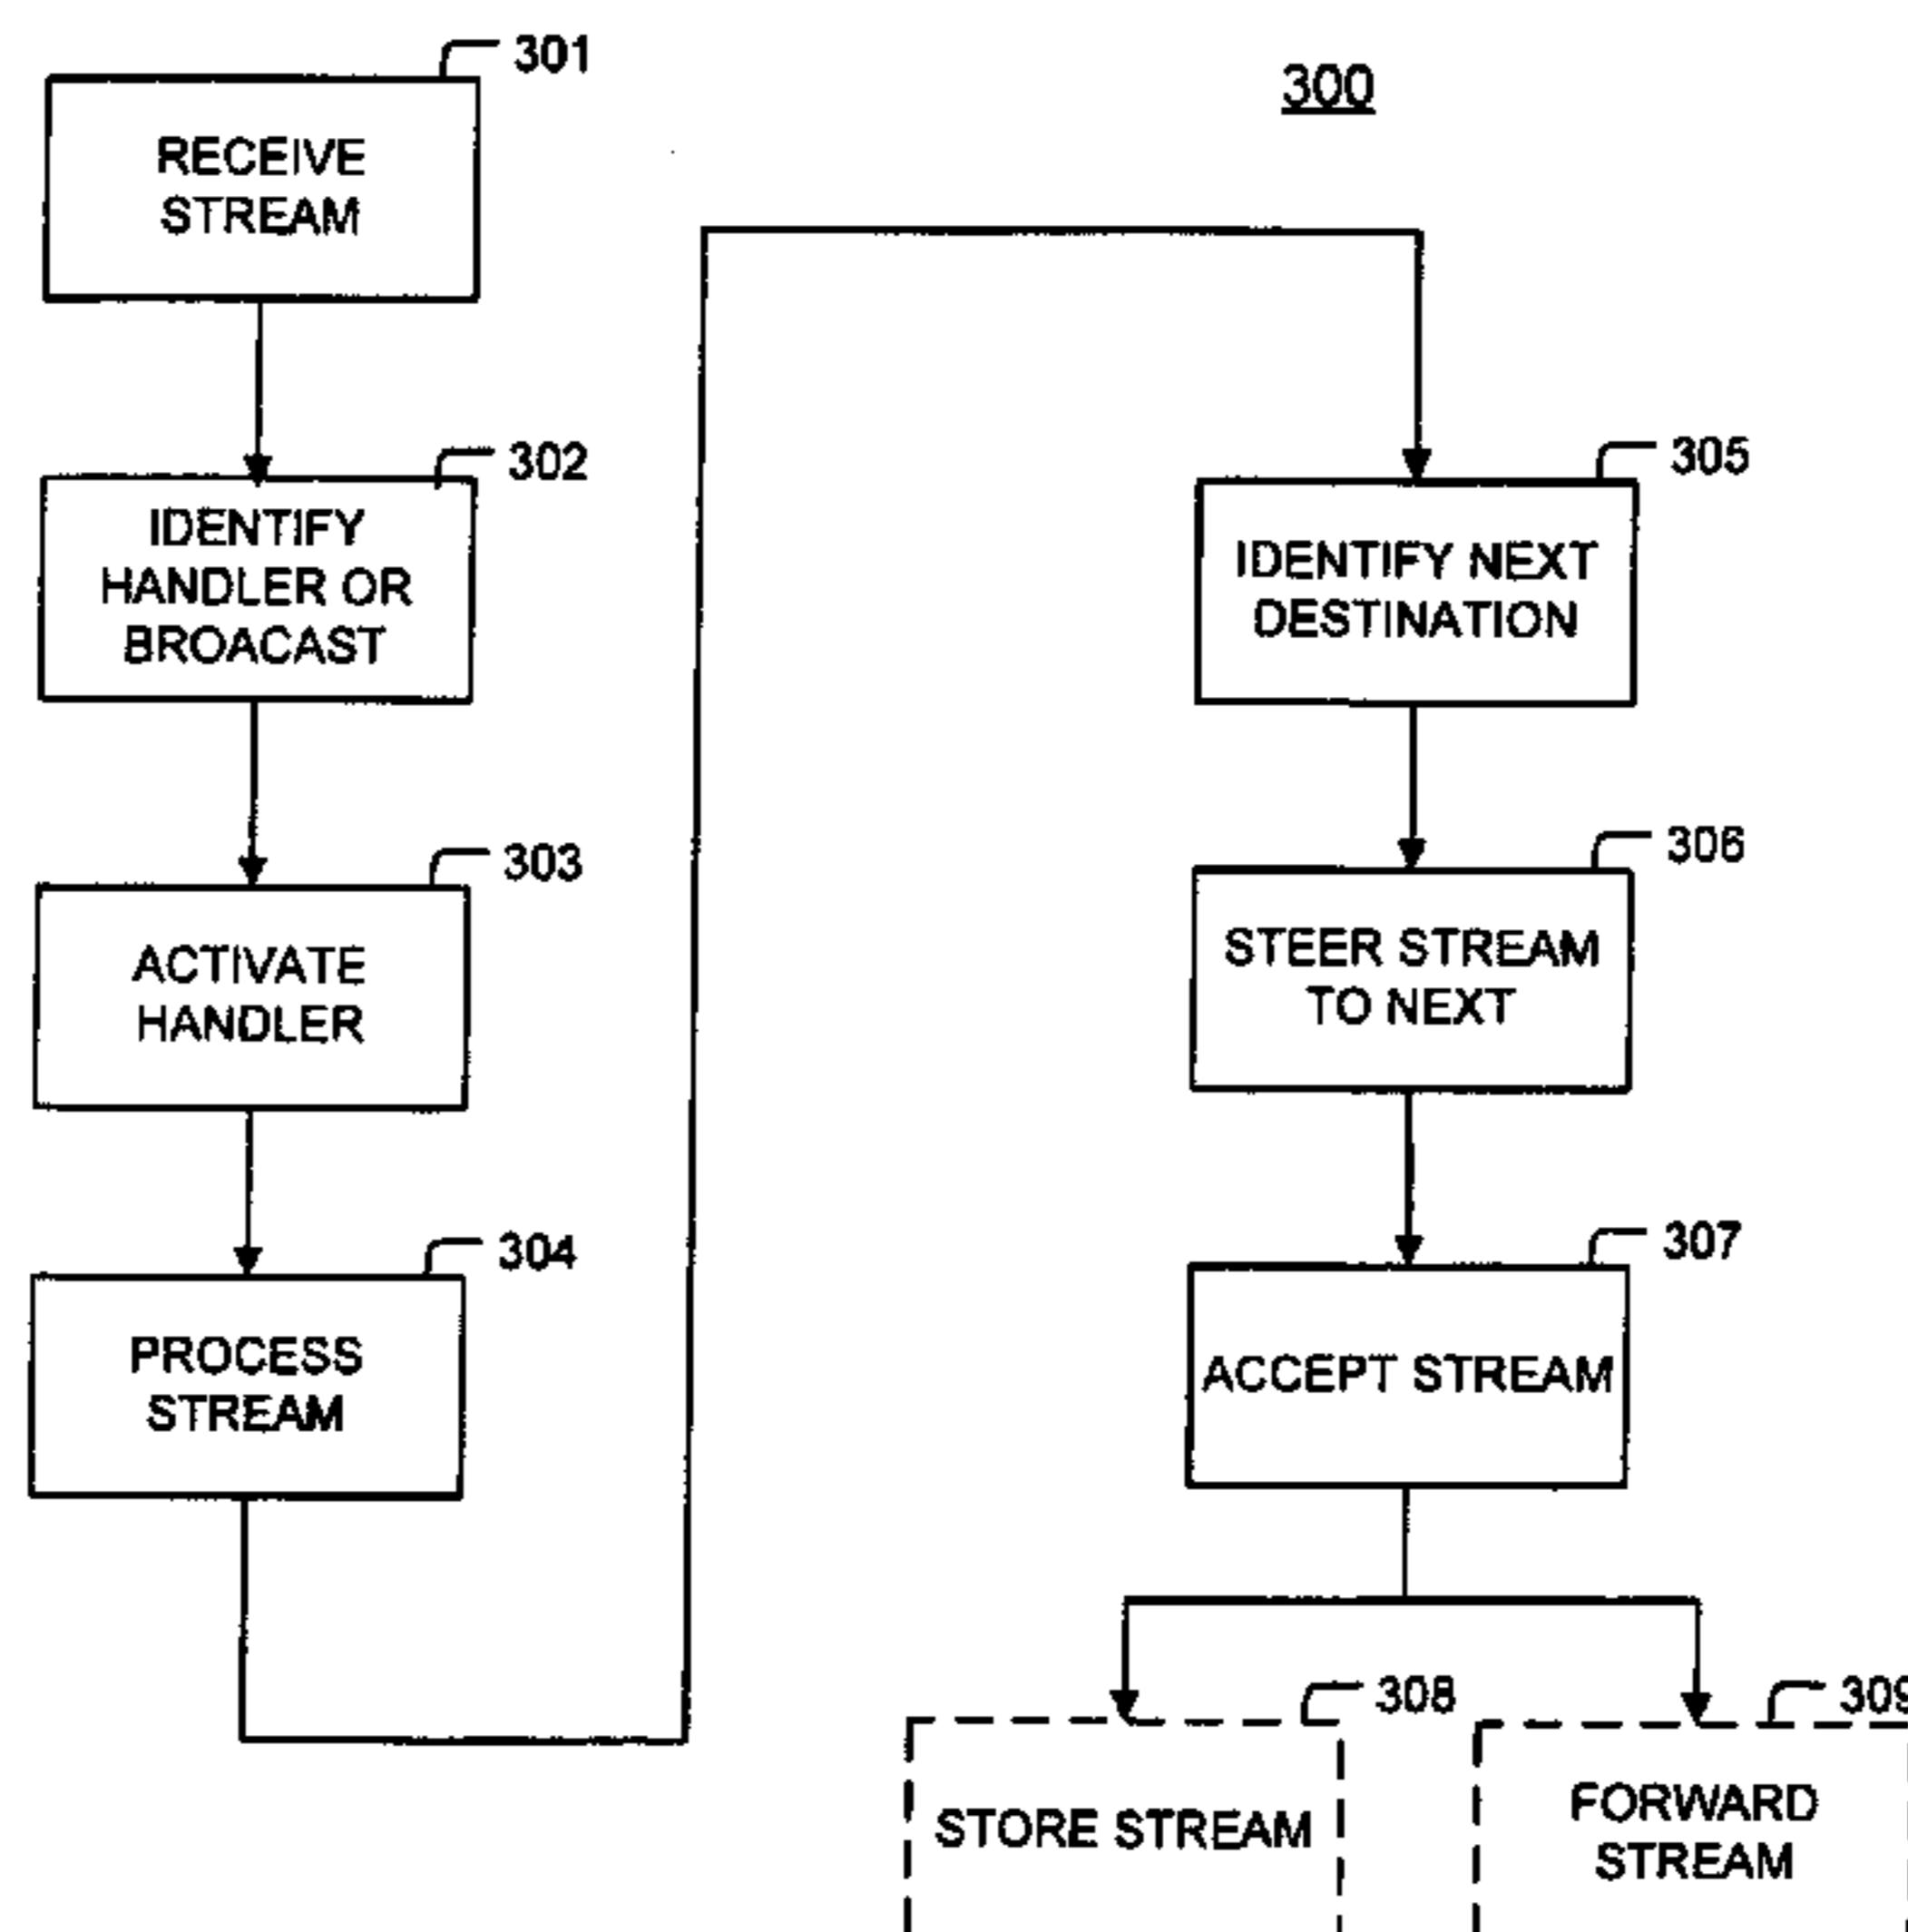 301
300
RECEIVE
STREAM
302
IDENTIFY
HANDLER OR
BROACAST
303
ACTIVATE
HANDLER
304
PROCESS
STREAM
305
IDENTIFY NEXT
DESTINATION
306
STEER STREAM
TO NEXT
307
ACCEPT STREAM
308
STORE STREAM
309
FORWARD
STREAM